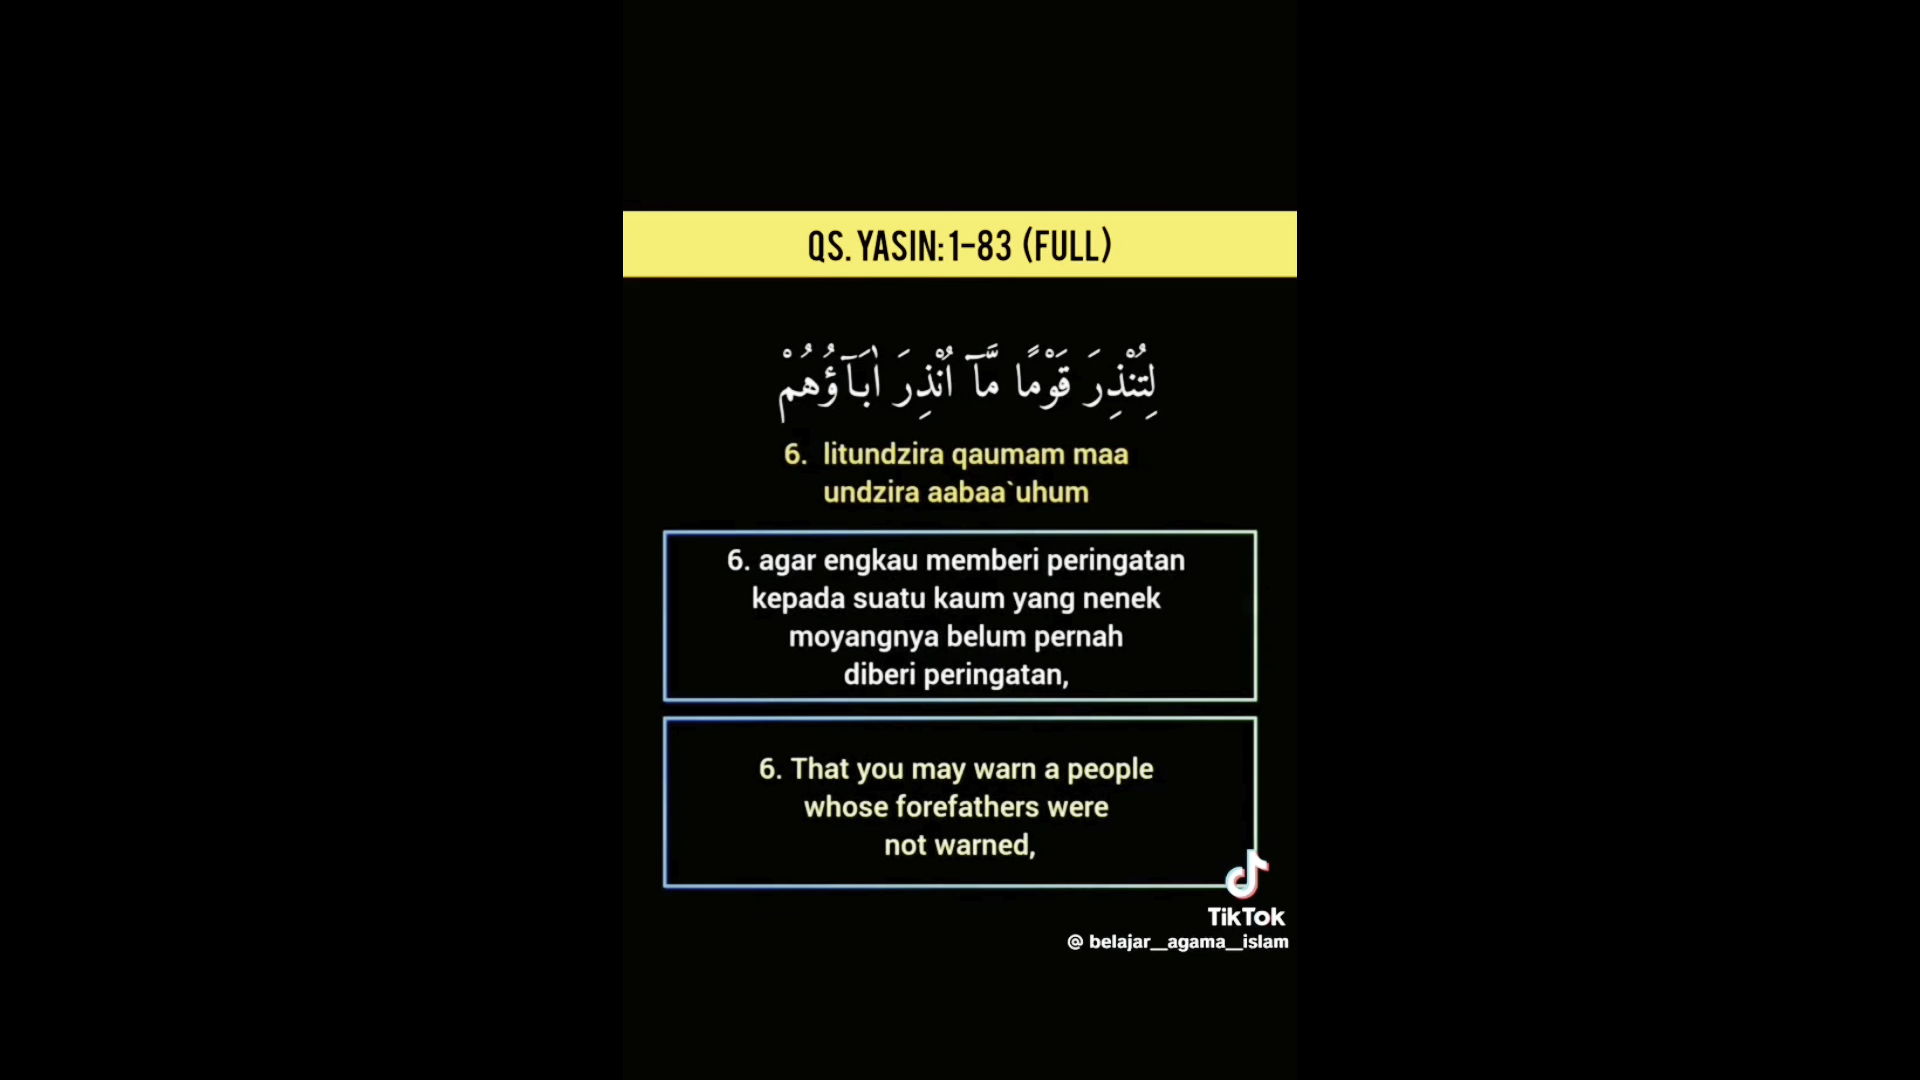 QS. YASIN: 1-83 (FULL)
لِتُنْذِرَ قَوْمًا مَّآ اُنْذِرَ اٰبَاۤؤُهُمْ
6. litundzira qaumam maa
undzira aabaa`uhum
6. agar engkau memberi peringatan
kepada suatu kaum yang nenek
moyangnya belum pernah
diberi peringatan,
6. That you may warn a people
whose forefathers were
not warned,
TikTok
@ belajar__agama__islam